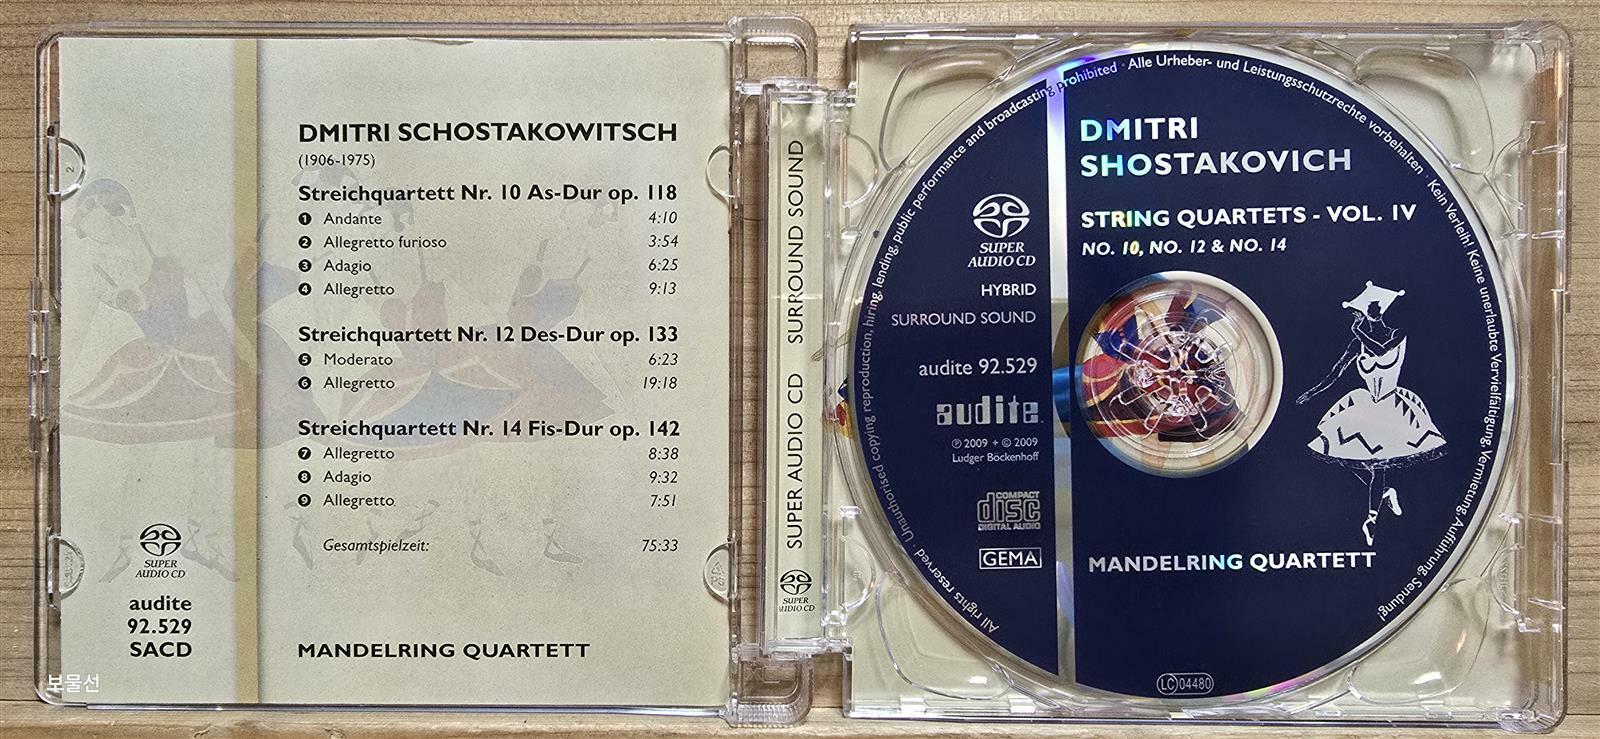 DMITRI SCHOSTAKOWITSCH
(1906-1975)
Streichquartett Nr. 10 As-Dur op. 118
1 Andante 4:10
2 Allegretto furioso 3:54
3 Adagio 6:25
4 Allegretto 9:13
Streichquartett Nr. 12 Des-Dur op. 133
5 Moderato 6:23
6 Allegretto 19:18
Streichquartett Nr. 14 Fis-Dur op. 142
7 Allegretto 8:38
8 Adagio 9:32
9 Allegretto 7:51
Gesamtspielzeit: 75:33
SUPER
AUDIO CD
audite
92.529
SACD
MANDELRING QUARTETT
보물선
2
SUPER AUDIO CD SURROUND SOUND
SUPER
AUDIO CD
DMITRI
SHOSTAKOVICH
STRING QUARTETS - VOL. IV
NO. 10, NO. 12 & NO. 14
SUPER
AUDIO CD
HYBRID
SURROUND SOUND
audite 92.529
audite
℗ 2009 + © 2009
Ludger Böckenhoff
COMPACT
disc
DIGITAL AUDIO
GEMA
MANDELRING QUARTETT
LC 04480
All rights reserved · Unauthorised copying, reproduction, hiring, lending, public performance and broadcasting prohibited · Alle Urheber- und Leistungsschutzrechte vorbehalten · Kein Verleih! Keine unerlaubte Vervielfältigung, Vermietung, Aufführung, Sendung!